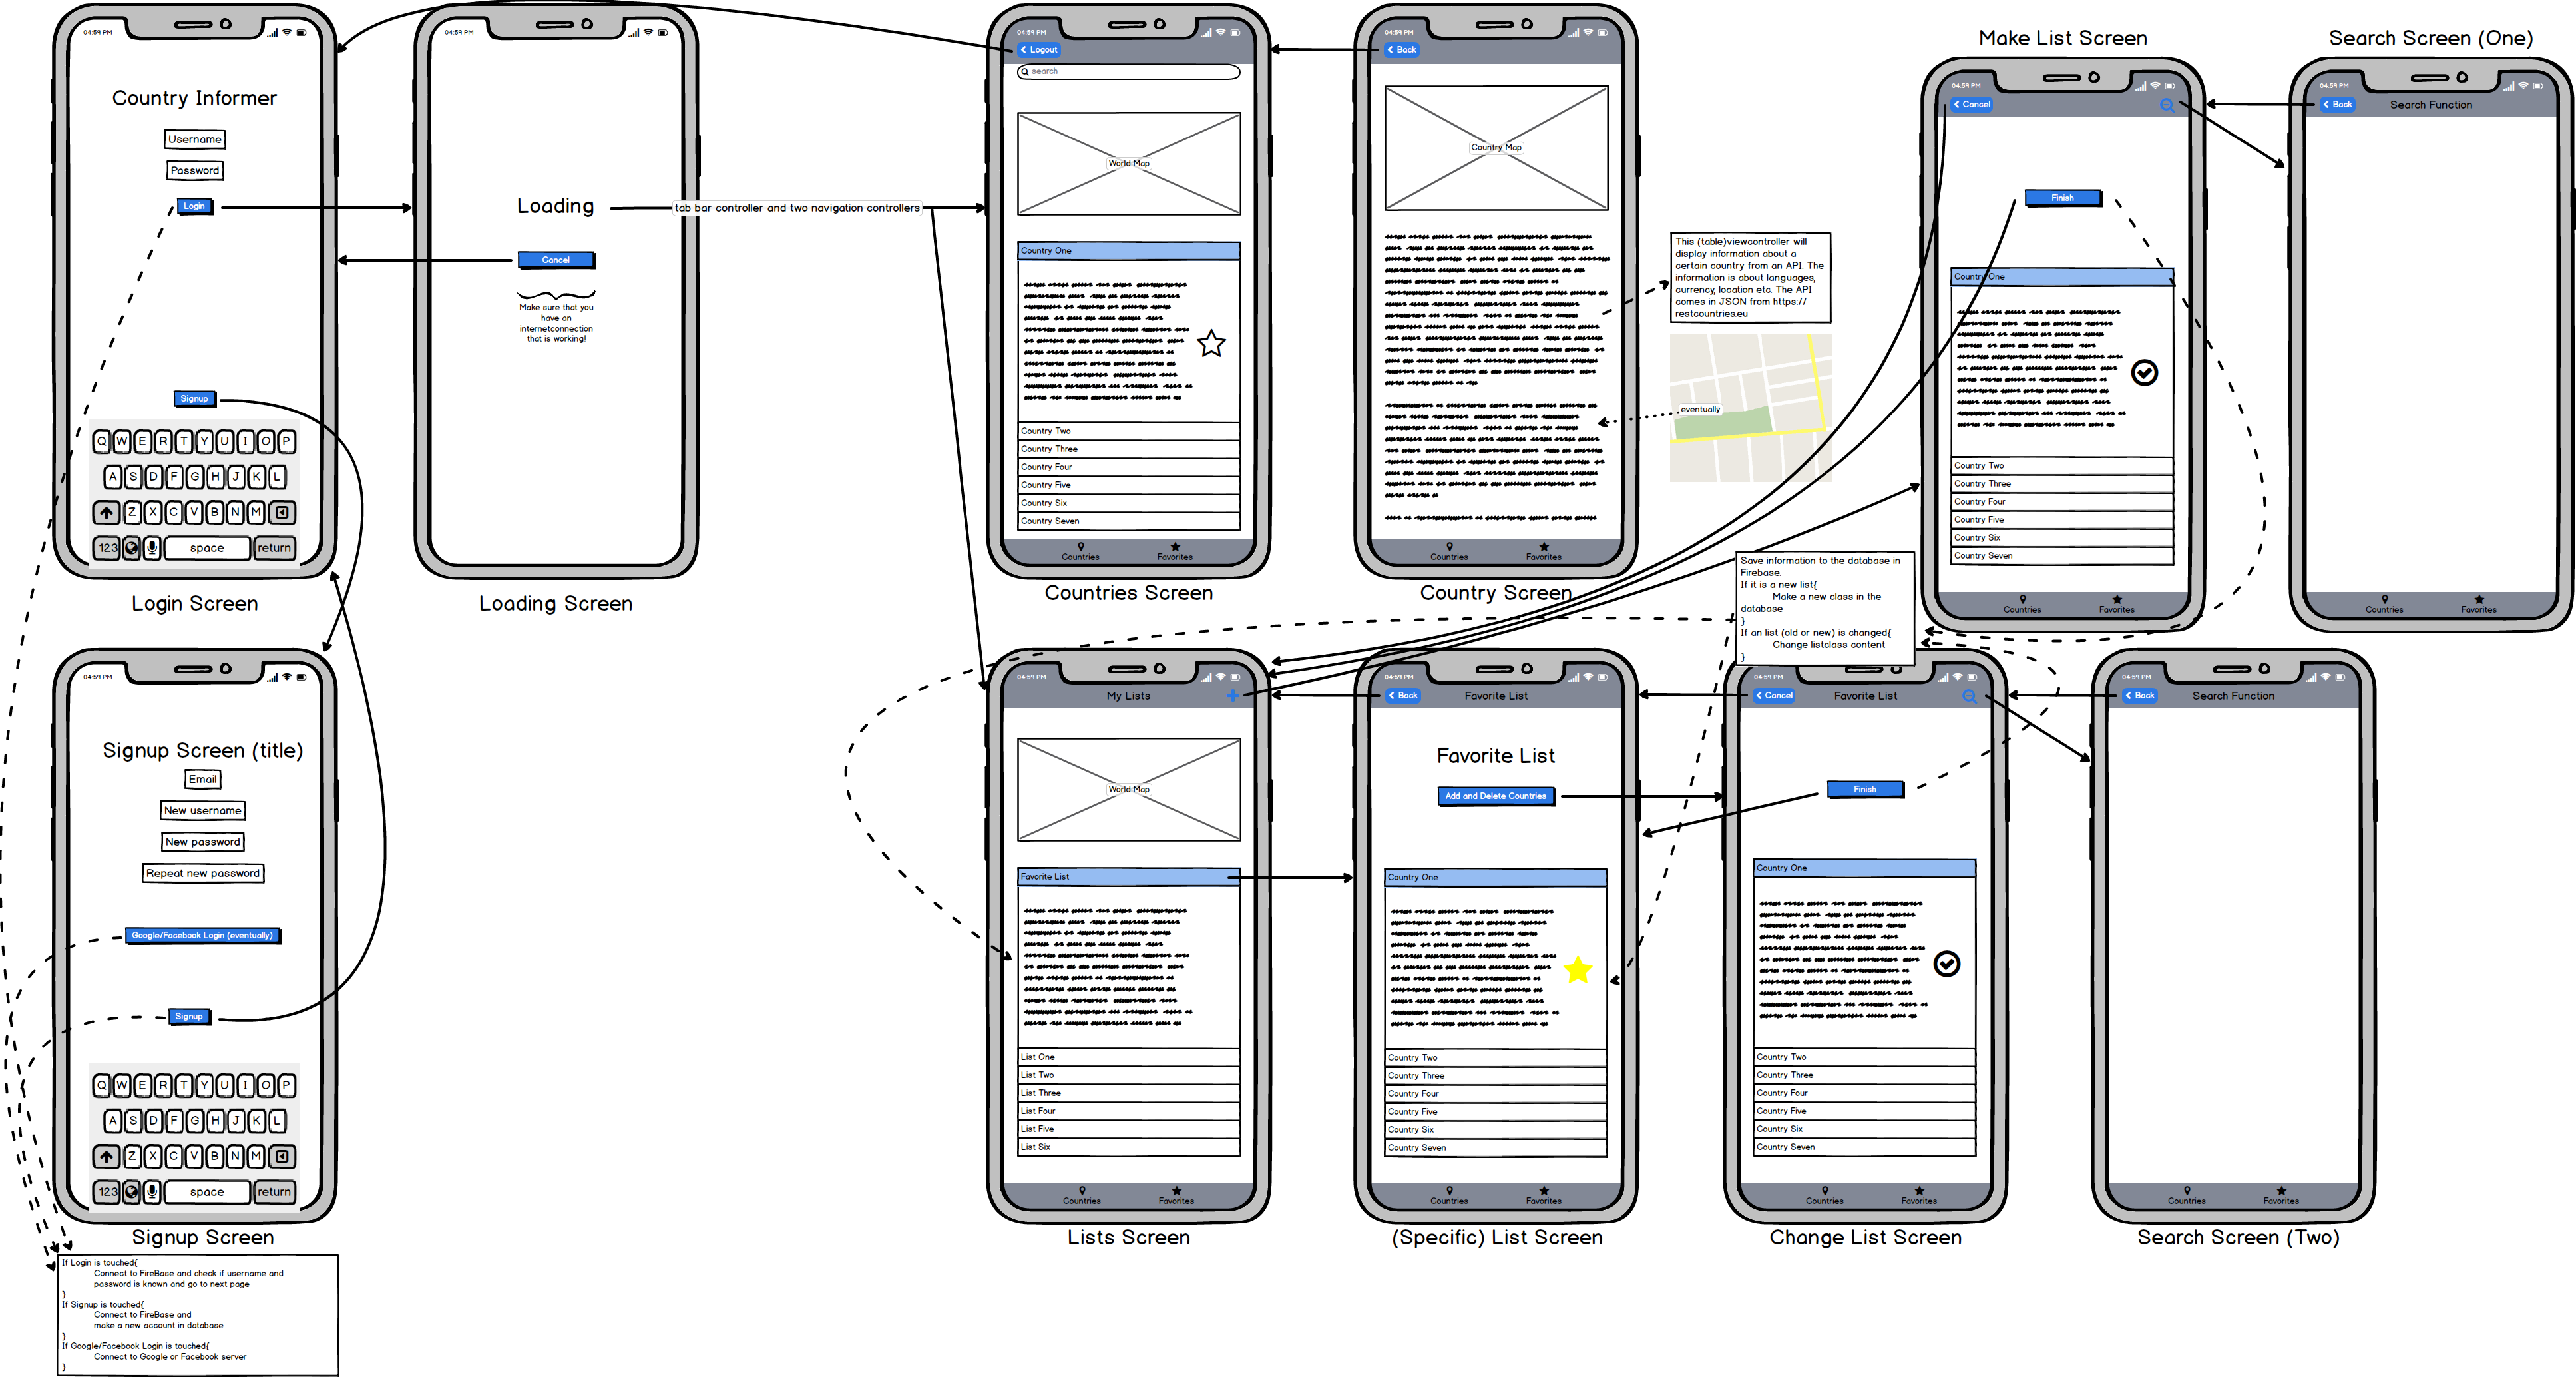 04:59 PM
Country Informer
Username
Password
Login
Signup
Q W E R T Y U I O P
A S D F G H J K L
Z X C V B N M
123 space return
Login Screen
04:59 PM
Loading
Cancel
Make sure that you
have an
internetconnection
that is working!
Loading Screen
tab bar controller and two navigation controllers
04:59 PM
Logout
search
World Map
Country One
Country Two
Country Three
Country Four
Country Five
Country Six
Country Seven
Countries Favorites
Countries Screen
04:59 PM
Back
Country Map
Countries Favorites
Country Screen
This (table)viewcontroller will
display information about a
certain country from an API. The
information is about languages,
currency, location etc. The API
comes in JSON from https://
restcountries.eu
eventually
Make List Screen
04:59 PM
Cancel
Finish
Country One
Country Two
Country Three
Country Four
Country Five
Country Six
Country Seven
Countries Favorites
Search Screen (One)
04:59 PM
Back Search Function
Countries Favorites
Save information to the database in
Firebase.
If it is a new list{
Make a new class in the
database
}
If an list (old or new) is changed{
Change listclass content
}
04:59 PM
Signup Screen (title)
Email
New username
New password
Repeat new password
Google/Facebook Login (eventually)
Signup
Q W E R T Y U I O P
A S D F G H J K L
Z X C V B N M
123 space return
Signup Screen
If Login is touched{
Connect to FireBase and check if username and
password is known and go to next page
}
If Signup is touched{
Connect to FireBase and
make a new account in database
}
If Google/Facebook Login is touched{
Connect to Google or Facebook server
}
04:59 PM
My Lists
World Map
Favorite List
List One
List Two
List Three
List Four
List Five
List Six
Countries Favorites
Lists Screen
04:59 PM
Back Favorite List
Favorite List
Add and Delete Countries
Country One
Country Two
Country Three
Country Four
Country Five
Country Six
Country Seven
Countries Favorites
(Specific) List Screen
04:59 PM
Cancel Favorite List
Finish
Country One
Country Two
Country Three
Country Four
Country Five
Country Six
Country Seven
Countries Favorites
Change List Screen
04:59 PM
Back Search Function
Countries Favorites
Search Screen (Two)